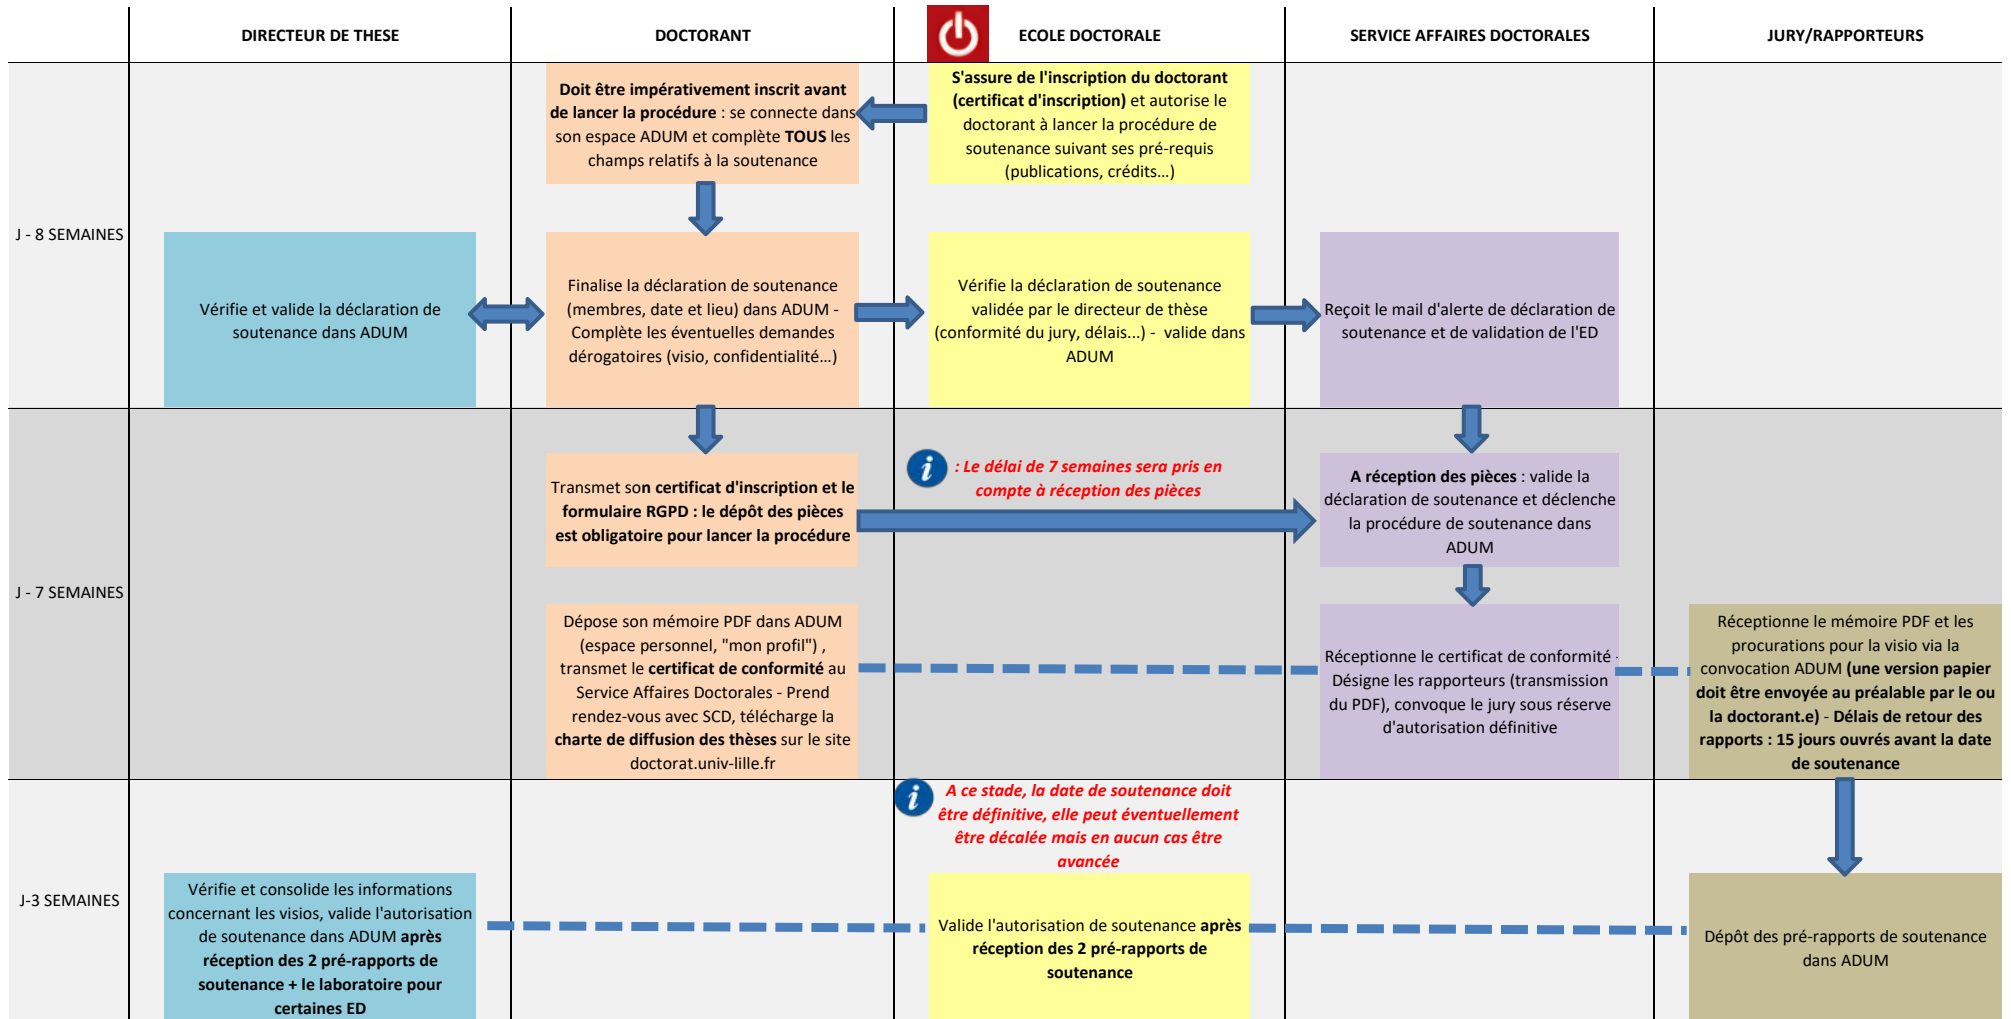 DIRECTEUR DE THESE
DOCTORANT
ECOLE DOCTORALE
SERVICE AFFAIRES DOCTORALES
JURY/RAPPORTEURS
J - 8 SEMAINES
Doit être impérativement inscrit avant
de lancer la procédure : se connecte dans
son espace ADUM et complète TOUS les
champs relatifs à la soutenance
S'assure de l'inscription du doctorant
(certificat d'inscription) et autorise le
doctorant à lancer la procédure de
soutenance suivant ses pré-requis
(publications, crédits…)
Vérifie et valide la déclaration de
soutenance dans ADUM
Finalise la déclaration de soutenance
(membres, date et lieu) dans ADUM -
Complète les éventuelles demandes
dérogatoires (visio, confidentialité…)
Vérifie la déclaration de soutenance
validée par le directeur de thèse
(conformité du jury, délais...) - valide dans
ADUM
Reçoit le mail d'alerte de déclaration de
soutenance et de validation de l'ED
J - 7 SEMAINES
Transmet son certificat d'inscription et le
formulaire RGPD : le dépôt des pièces
est obligatoire pour lancer la procédure
i : Le délai de 7 semaines sera pris en
compte à réception des pièces
A réception des pièces : valide la
déclaration de soutenance et déclenche
la procédure de soutenance dans
ADUM
Dépose son mémoire PDF dans ADUM
(espace personnel, "mon profil") ,
transmet le certificat de conformité au
Service Affaires Doctorales - Prend
rendez-vous avec SCD, télécharge la
charte de diffusion des thèses sur le site
doctorat.univ-lille.fr
Réceptionne le certificat de conformité -
Désigne les rapporteurs (transmission
du PDF), convoque le jury sous réserve
d'autorisation définitive
Réceptionne le mémoire PDF et les
procurations pour la visio via la
convocation ADUM (une version papier
doit être envoyée au préalable par le ou
la doctorant.e) - Délais de retour des
rapports : 15 jours ouvrés avant la date
de soutenance
J-3 SEMAINES
i A ce stade, la date de soutenance doit
être définitive, elle peut éventuellement
être décalée mais en aucun cas être
avancée
Vérifie et consolide les informations
concernant les visios, valide l'autorisation
de soutenance dans ADUM après
réception des 2 pré-rapports de
soutenance + le laboratoire pour
certaines ED
Valide l'autorisation de soutenance après
réception des 2 pré-rapports de
soutenance
Dépôt des pré-rapports de soutenance
dans ADUM